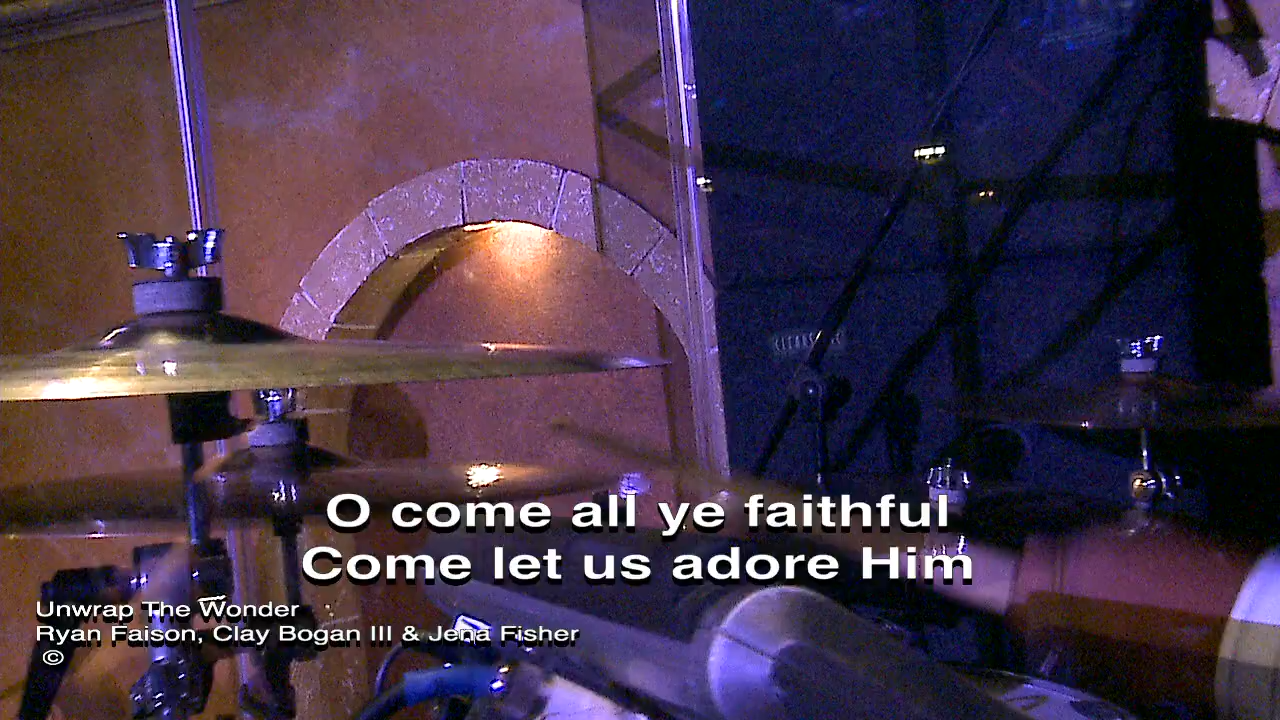 O come all ye faithful
Come let us adore Him
Unwrap The Wonder
Ryan Faison, Clay Bogan III & Jena Fisher
©